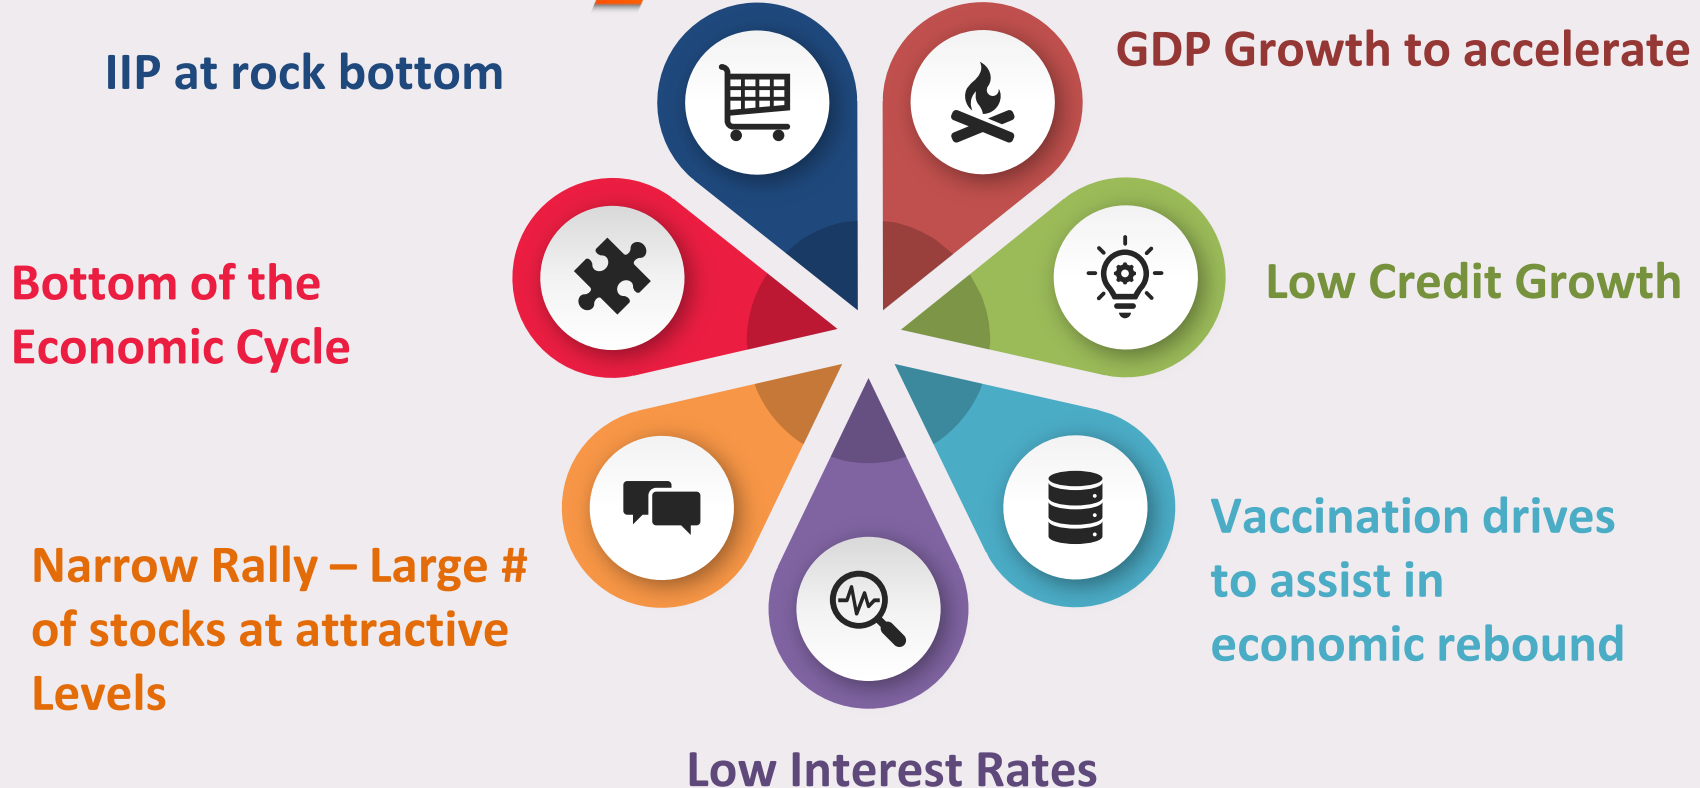 IIP at rock bottom
GDP Growth to accelerate
Bottom of the
Economic Cycle
Low Credit Growth
Narrow Rally – Large #
of stocks at attractive
Levels
Vaccination drives
to assist in
economic rebound
Low Interest Rates